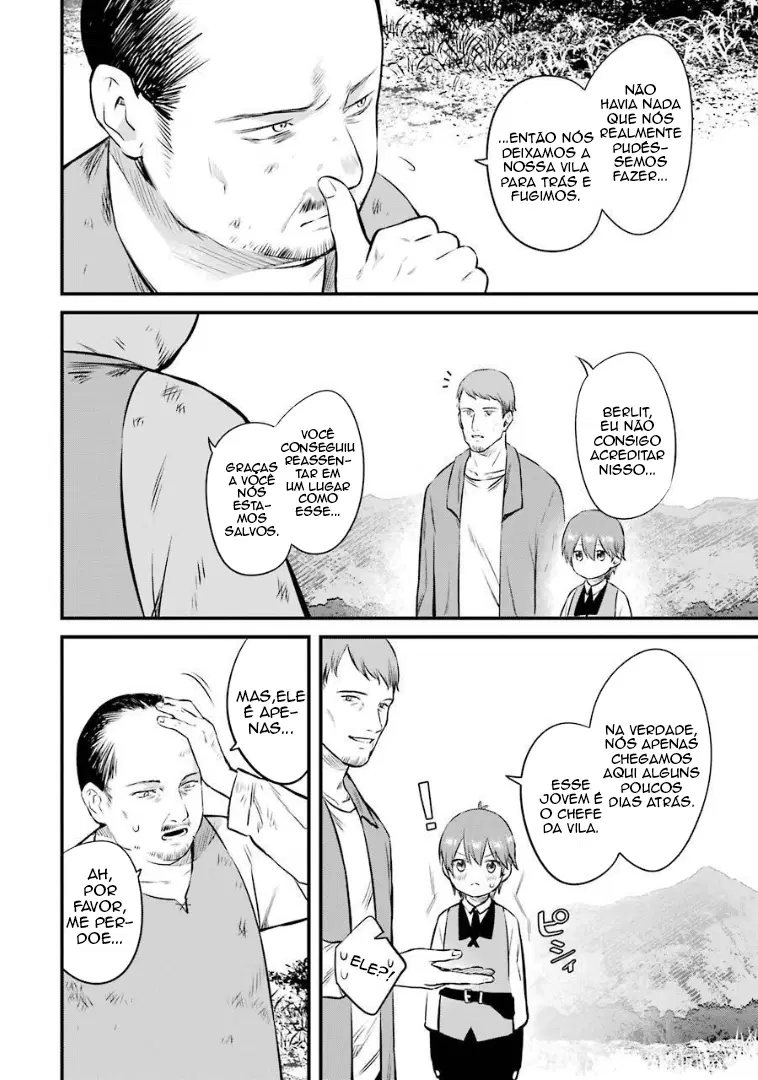 NÃO
HAVIA NADA
QUE NÓS
REALMENTE
PUDÉS-
SEMOS
FAZER...
...ENTÃO NÓS
DEIXAMOS A
NOSSA VILA
PARA TRÁS E
FUGIMOS.
BERLIT,
EU NÃO
CONSIGO
ACREDITAR
NISSO...
VOCÊ
CONSEGUIU
REASSEN-
TAR EM
UM LUGAR
COMO
ESSE...
GRAÇAS
A VOCÊ
NÓS
ESTA-
MOS
SALVOS.
NA VERDADE,
NÓS APENAS
CHEGAMOS
AQUI ALGUNS
POUCOS
DIAS ATRÁS.
ESSE
JOVEM É
O CHEFE
DA VILA.
!
ピシィ
ELE?!
MAS,ELE
É APE-
NAS...
AH,
POR
FAVOR,
ME PER-
DOE...